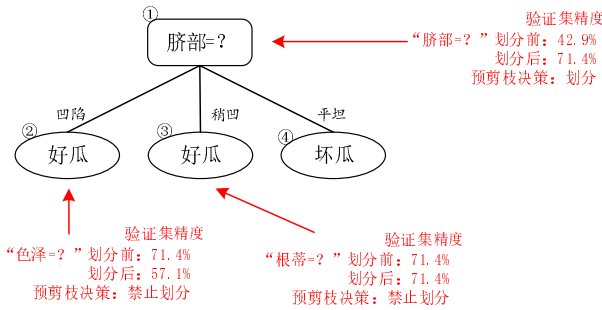 ①
脐部=?
验证集精度
“脐部=？”划分前：42.9%
划分后：71.4%
预剪枝决策：划分
凹陷
稍凹
平坦
②
好瓜
③
好瓜
④
坏瓜
验证集精度
“色泽=？”划分前：71.4%
划分后：57.1%
预剪枝决策：禁止划分
验证集精度
“根蒂=？”划分前：71.4%
划分后：71.4%
预剪枝决策：禁止划分